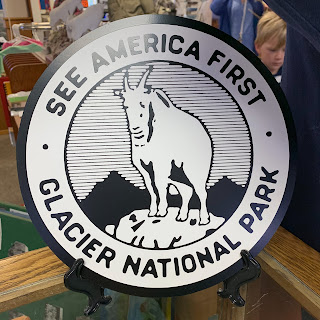 SEE AMERICA FIRST
GLACIER NATIONAL PARK